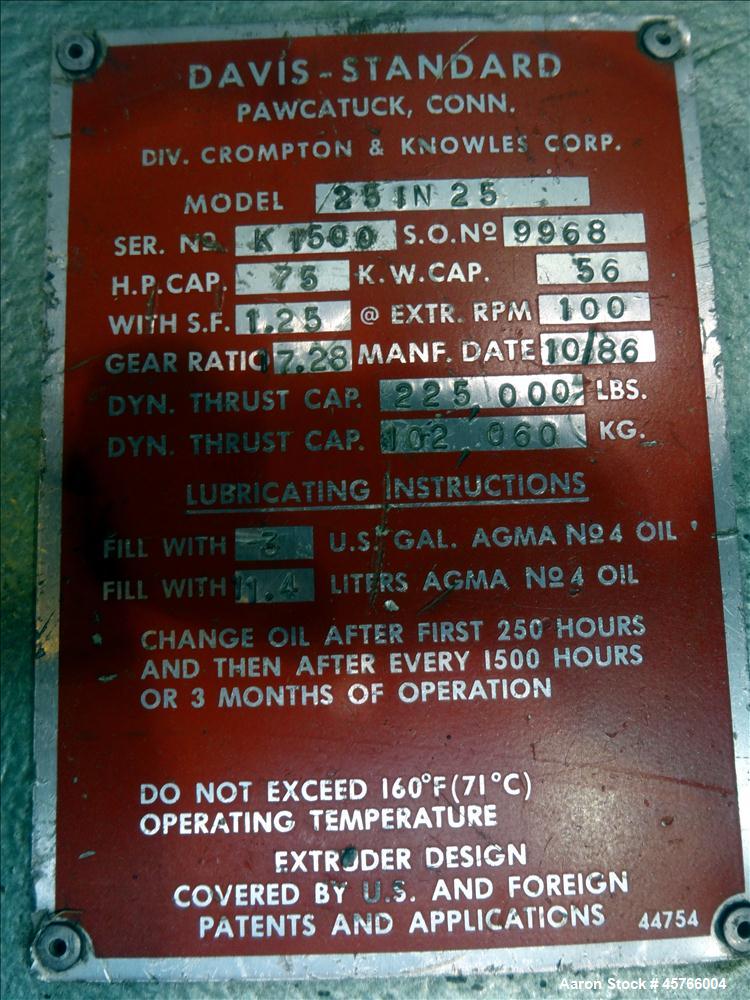 DAVIS-STANDARD
PAWCATUCK, CONN.
DIV. CROMPTON & KNOWLES CORP.
MODEL 25 IN 25
SER. Nº K 1500 S.O.Nº 9968
H.P. CAP. 75 K.W.CAP. 56
WITH S.F. 1.25 @ EXTR. RPM 100
GEAR RATIO 17.28 MANF. DATE 10/86
DYN. THRUST CAP. 225 000 LBS.
DYN. THRUST CAP. 102 060 KG.
LUBRICATING INSTRUCTIONS
FILL WITH 3 U.S. GAL. AGMA Nº4 OIL
FILL WITH 11.4 LITERS AGMA Nº4 OIL
CHANGE OIL AFTER FIRST 250 HOURS
AND THEN AFTER EVERY 1500 HOURS
OR 3 MONTHS OF OPERATION
DO NOT EXCEED 160°F(71°C)
OPERATING TEMPERATURE
EXTRUDER DESIGN
COVERED BY U.S. AND FOREIGN
PATENTS AND APPLICATIONS 44754
Aaron Stock # 45766004